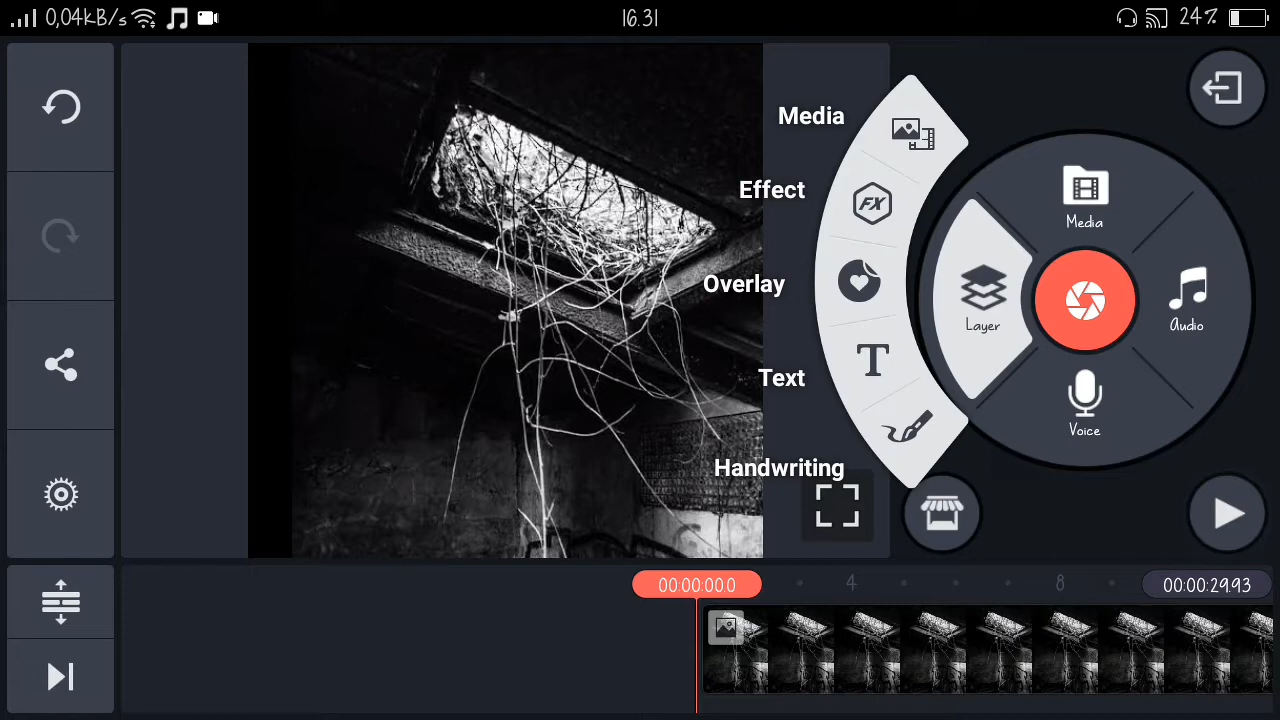 0,04kB/s
16.31
24%
Media
Effect
Overlay
Text
Handwriting
FX
T
Media
Layer
Audio
Voice
00:00:00.0
4
8
00:00:29.93